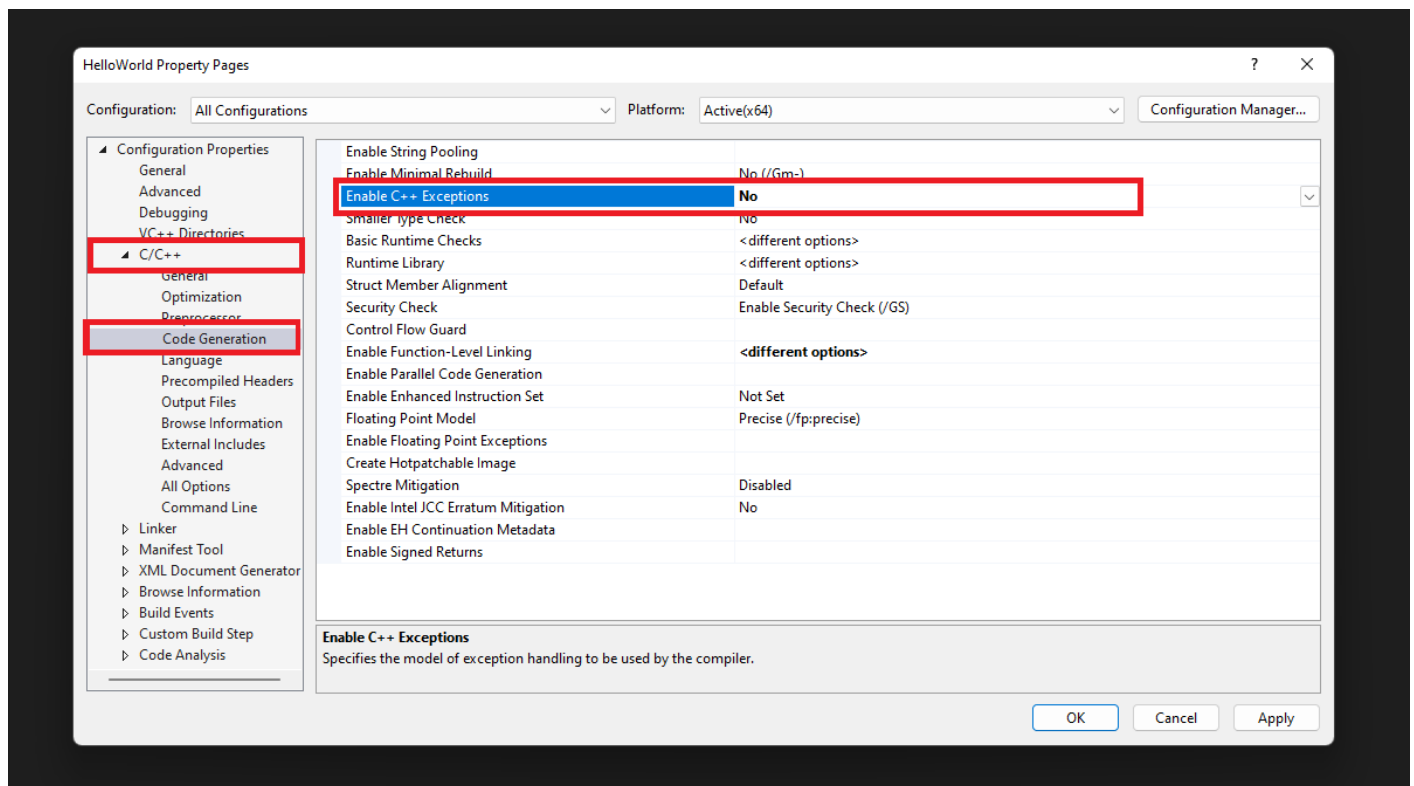 HelloWorld Property Pages ?
Configuration: All Configurations Platform: Active(x64) Configuration Manager...
Configuration Properties
General
Advanced
Debugging
VC++ Directories
C/C++
General
Optimization
Preprocessor
Code Generation
Language
Precompiled Headers
Output Files
Browse Information
External Includes
Advanced
All Options
Command Line
Linker
Manifest Tool
XML Document Generator
Browse Information
Build Events
Custom Build Step
Code Analysis
Enable String Pooling
Enable Minimal Rebuild No (/Gm-)
Enable C++ Exceptions No
Smaller Type Check No
Basic Runtime Checks <different options>
Runtime Library <different options>
Struct Member Alignment Default
Security Check Enable Security Check (/GS)
Control Flow Guard
Enable Function-Level Linking <different options>
Enable Parallel Code Generation
Enable Enhanced Instruction Set Not Set
Floating Point Model Precise (/fp:precise)
Enable Floating Point Exceptions
Create Hotpatchable Image
Spectre Mitigation Disabled
Enable Intel JCC Erratum Mitigation No
Enable EH Continuation Metadata
Enable Signed Returns
Enable C++ Exceptions
Specifies the model of exception handling to be used by the compiler.
OK Cancel Apply